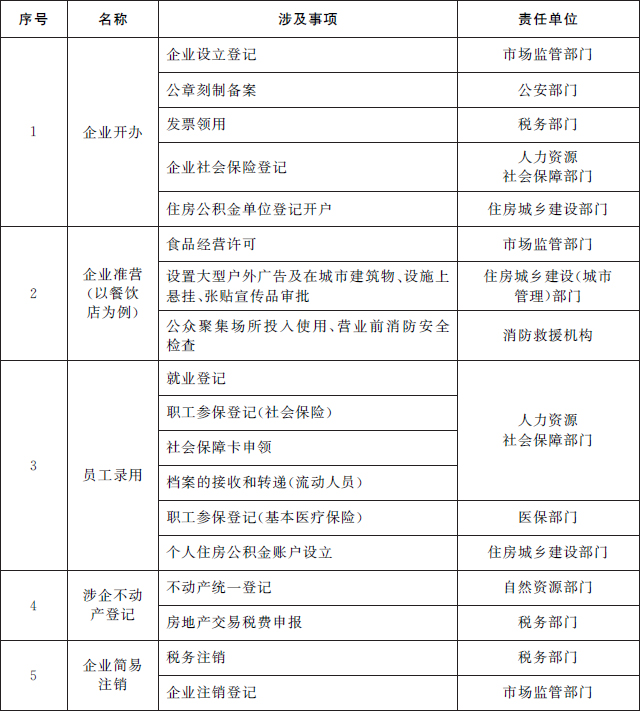 序号 名称 涉及事项 责任单位
1 企业开办 企业设立登记 市场监管部门
公章刻制备案 公安部门
发票领用 税务部门
企业社会保险登记 人力资源
社会保障部门
住房公积金单位登记开户 住房城乡建设部门
2 企业准营
(以餐饮
店为例) 食品经营许可 市场监管部门
设置大型户外广告及在城市建筑物、设施上
悬挂、张贴宣传品审批 住房城乡建设(城市
管理)部门
公众聚集场所投入使用、营业前消防安全
检查 消防救援机构
3 员工录用 就业登记 人力资源
社会保障部门
职工参保登记(社会保险)
社会保障卡申领
档案的接收和转递(流动人员)
职工参保登记(基本医疗保险) 医保部门
个人住房公积金账户设立 住房城乡建设部门
4 涉企不动
产登记 不动产统一登记 自然资源部门
房地产交易税费申报 税务部门
5 企业简易
注销 税务注销 税务部门
企业注销登记 市场监管部门